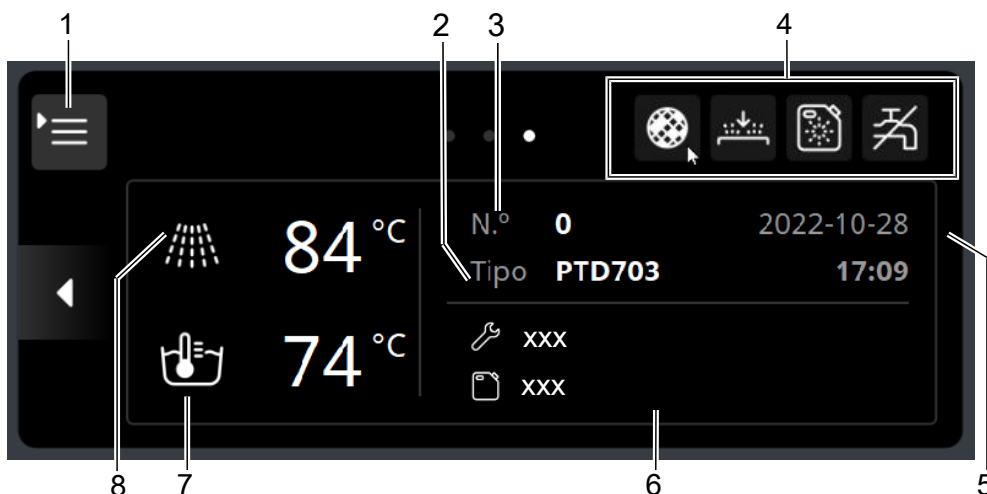 1 2 3 4
84 °C
N.º 0 2022-10-28
Tipo PTD703 17:09
74 °C
xxx
xxx
8 7 6 5